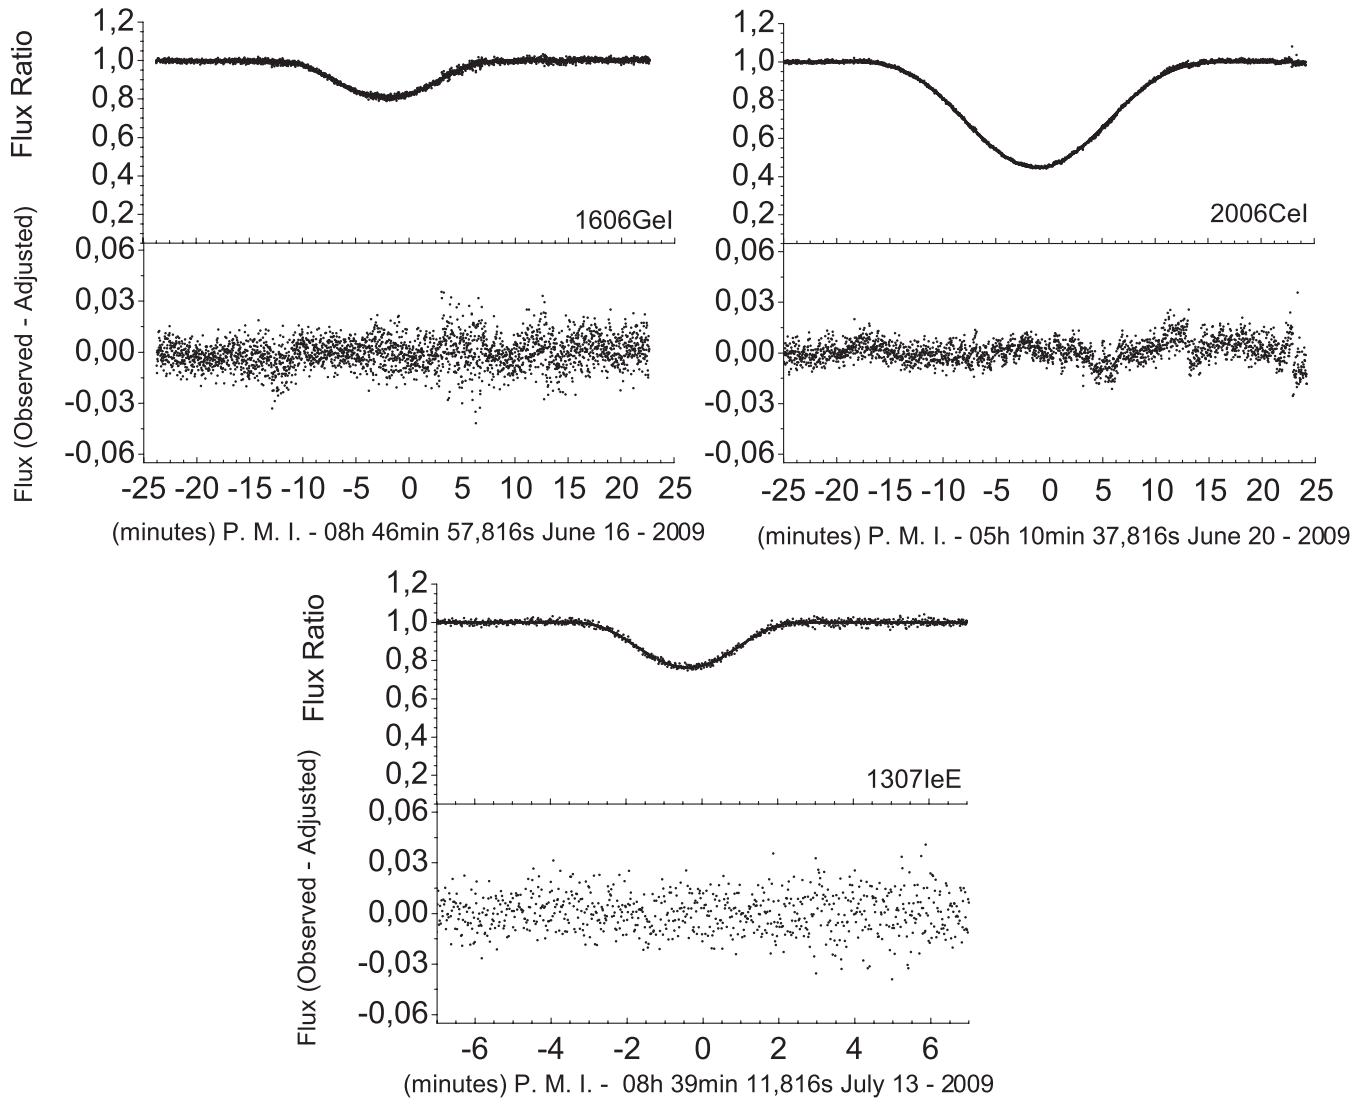 Flux Ratio
1,2
1,0
0,8
0,6
0,4
0,2
1606GeI
Flux (Observed - Adjusted)
0,06
0,03
0,00
-0,03
-0,06
-25 -20 -15 -10 -5 0 5 10 15 20 25
(minutes) P. M. I. - 08h 46min 57,816s June 16 - 2009
1,2
1,0
0,8
0,6
0,4
0,2
2006CeI
0,06
0,03
0,00
-0,03
-0,06
-25 -20 -15 -10 -5 0 5 10 15 20 25
(minutes) P. M. I. - 05h 10min 37,816s June 20 - 2009
Flux Ratio
1,2
1,0
0,8
0,6
0,4
0,2
1307IeE
Flux (Observed - Adjusted)
0,06
0,03
0,00
-0,03
-0,06
-6 -4 -2 0 2 4 6
(minutes) P. M. I. - 08h 39min 11,816s July 13 - 2009